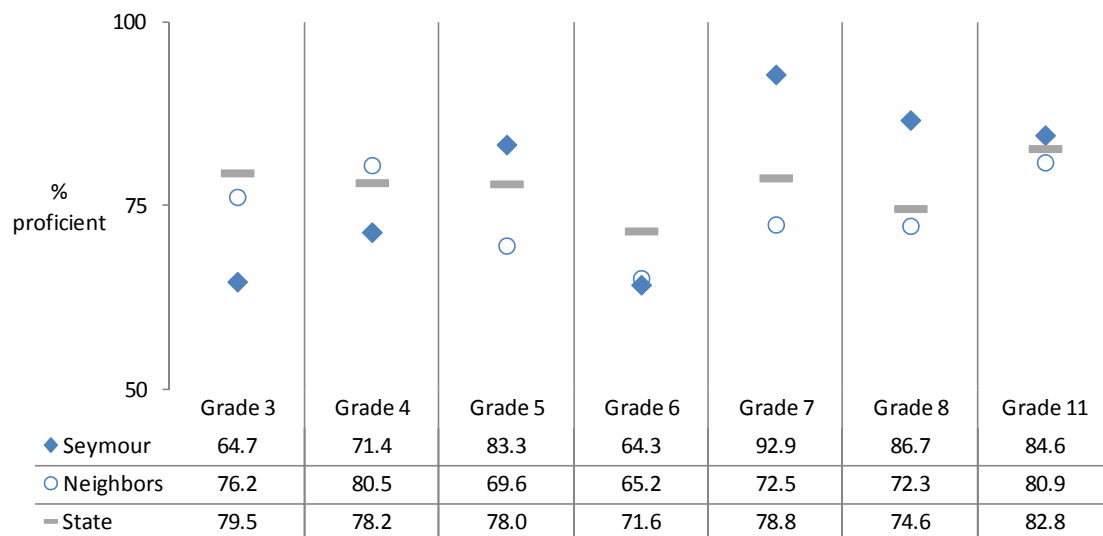 100
75
50
%
proficient
Grade 3 Grade 4 Grade 5 Grade 6 Grade 7 Grade 8 Grade 11
Seymour 64.7 71.4 83.3 64.3 92.9 86.7 84.6
Neighbors 76.2 80.5 69.6 65.2 72.5 72.3 80.9
State 79.5 78.2 78.0 71.6 78.8 74.6 82.8